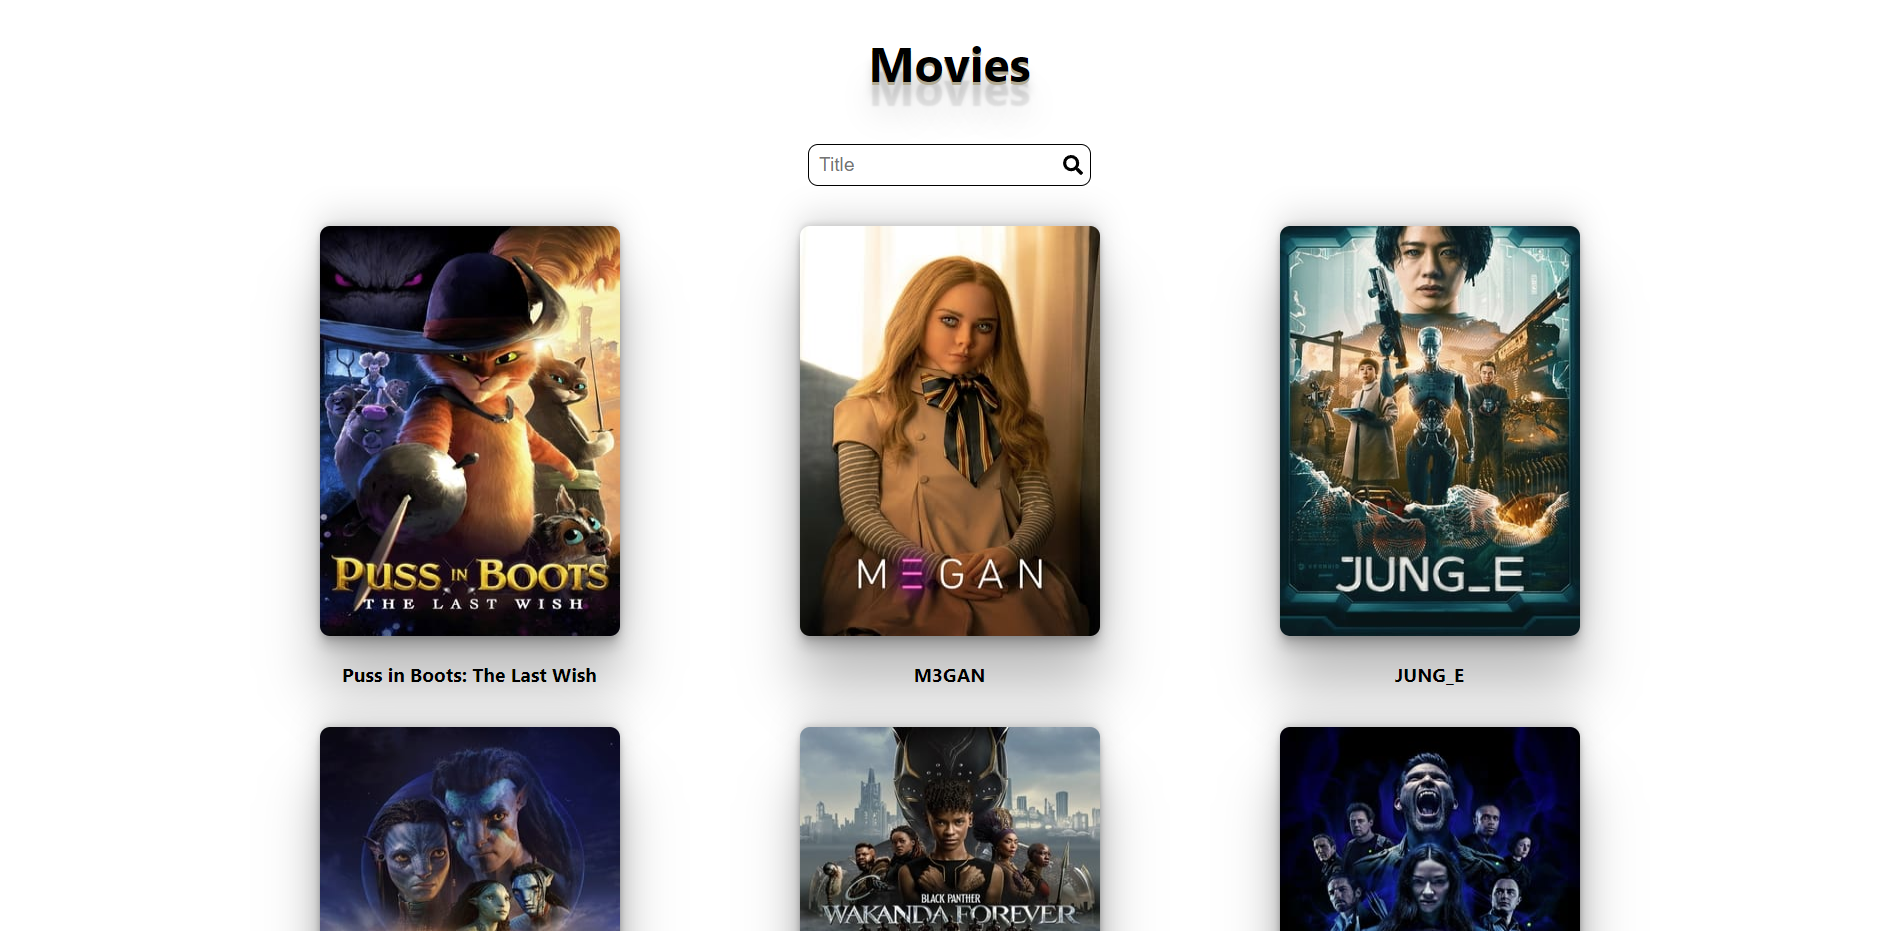 Movies
Title
PUSS IN BOOTS
THE LAST WISH
MEGAN
JUNG_E
Puss in Boots: The Last Wish
M3GAN
JUNG_E
BLACK PANTHER
WAKANDA FOREVER